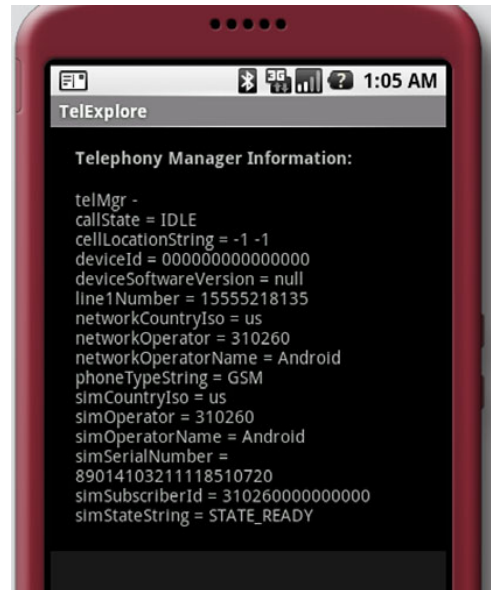 3G
1:05 AM
TelExplore
Telephony Manager Information:
telMgr -
callState = IDLE
cellLocationString = -1 -1
deviceId = 000000000000000
deviceSoftwareVersion = null
line1Number = 15555218135
networkCountryIso = us
networkOperator = 310260
networkOperatorName = Android
phoneTypeString = GSM
simCountryIso = us
simOperator = 310260
simOperatorName = Android
simSerialNumber =
89014103211118510720
simSubscriberId = 310260000000000
simStateString = STATE_READY